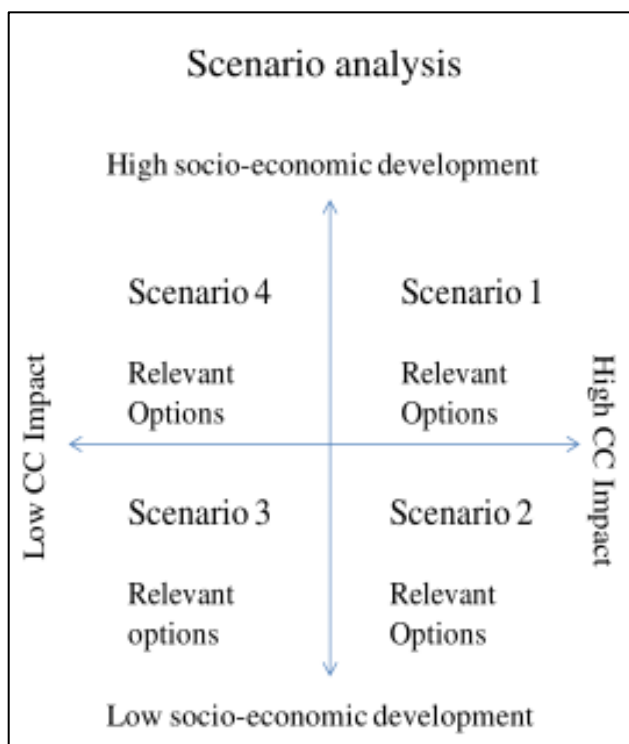 Scenario analysis
High socio-economic development
Scenario 4
Scenario 1
Relevant
Options
Relevant
Options
Low CC Impact
High CC Impact
Scenario 3
Scenario 2
Relevant
options
Relevant
Options
Low socio-economic development